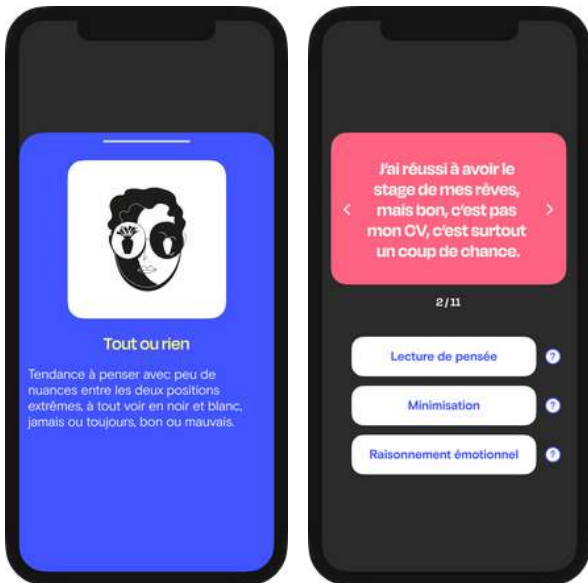 Tout ou rien
Tendance à penser avec peu de
nuances entre les deux positions
extrêmes, à tout voir en noir et blanc,
jamais ou toujours, bon ou mauvais.
J'ai réussi à avoir le
stage de mes rêves,
mais bon, c'est pas
mon CV, c'est surtout
un coup de chance.
2/11
Lecture de pensée
?
Minimisation
?
Raisonnement émotionnel
?